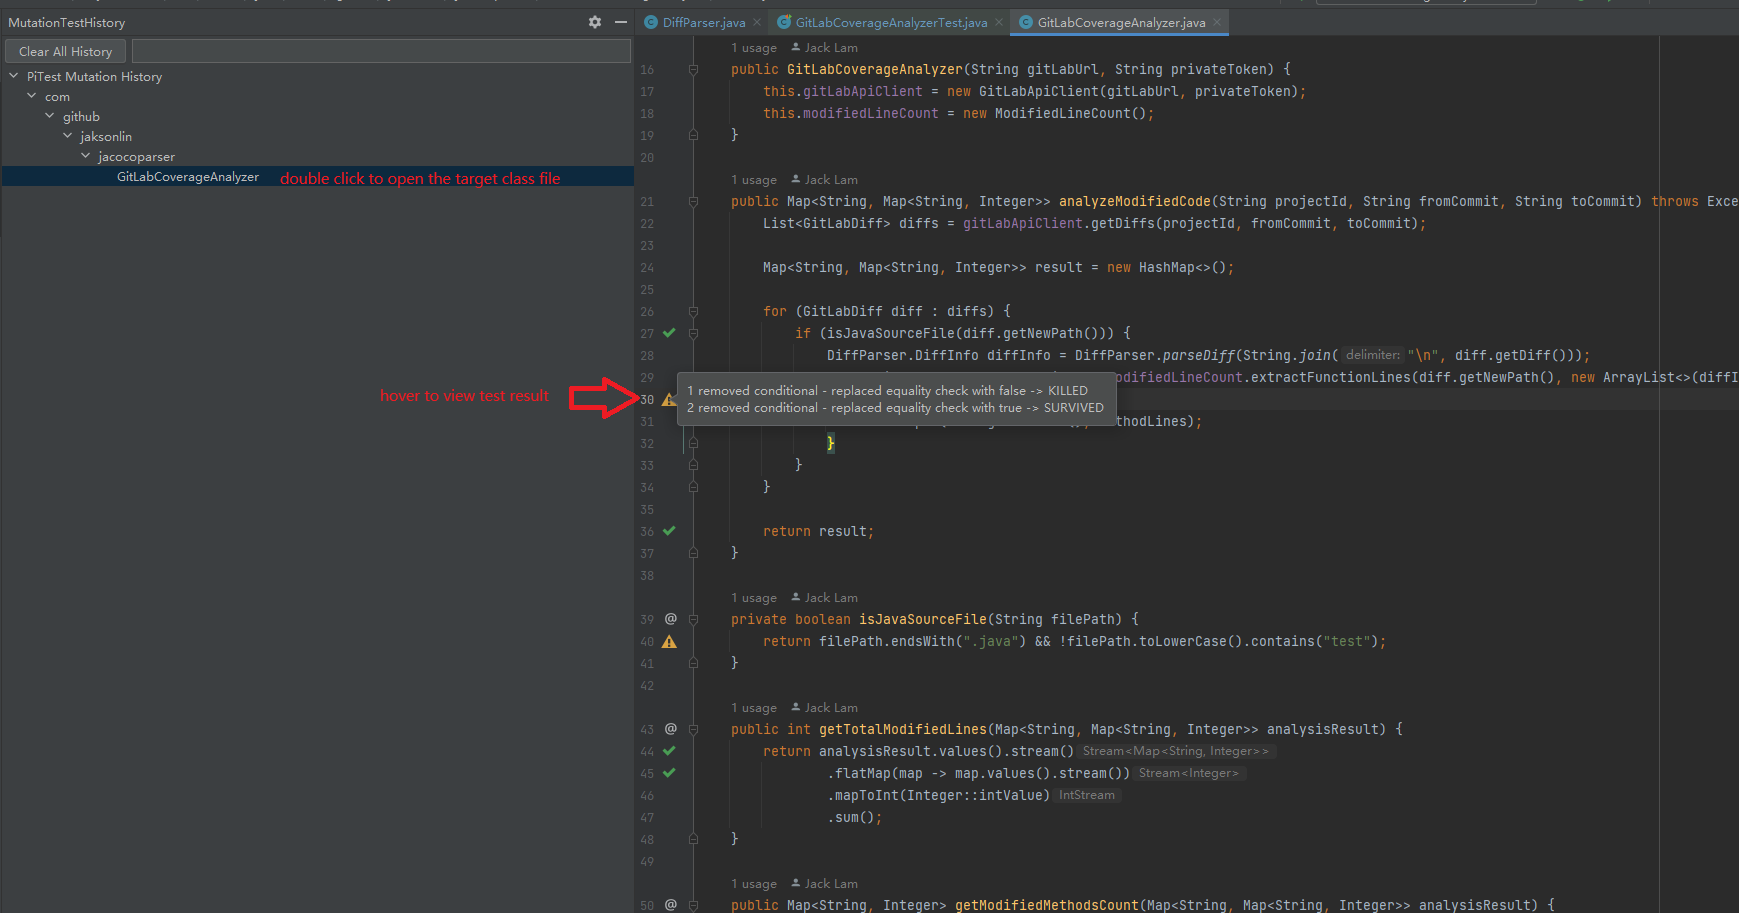 MutationTestHistory
Clear All History
PiTest Mutation History
com
github
jaksonlin
jacocoparser
GitLabCoverageAnalyzer double click to open the target class file
hover to view test result
DiffParser.java GitLabCoverageAnalyzerTest.java GitLabCoverageAnalyzer.java
1 usage Jack Lam
16 public GitLabCoverageAnalyzer(String gitLabUrl, String privateToken) {
17 this.gitLabApiClient = new GitLabApiClient(gitLabUrl, privateToken);
18 this.modifiedLineCount = new ModifiedLineCount();
19 }
20
1 usage Jack Lam
21 public Map<String, Map<String, Integer>> analyzeModifiedCode(String projectId, String fromCommit, String toCommit) throws Exce
22 List<GitLabDiff> diffs = gitLabApiClient.getDiffs(projectId, fromCommit, toCommit);
23
24 Map<String, Map<String, Integer>> result = new HashMap<>();
25
26 for (GitLabDiff diff : diffs) {
27 if (isJavaSourceFile(diff.getNewPath())) {
28 DiffParser.DiffInfo diffInfo = DiffParser.parseDiff(String.join( delimiter: "\n", diff.getDiff()));
29 odifiedLineCount.extractFunctionLines(diff.getNewPath(), new ArrayList<>(diffI
1 removed conditional - replaced equality check with false -> KILLED
2 removed conditional - replaced equality check with true -> SURVIVED
30
31 thodLines);
32 }
33 }
34 }
35
36 return result;
37 }
38
1 usage Jack Lam
39 @ private boolean isJavaSourceFile(String filePath) {
40 return filePath.endsWith(".java") && !filePath.toLowerCase().contains("test");
41 }
42
1 usage Jack Lam
43 @ public int getTotalModifiedLines(Map<String, Map<String, Integer>> analysisResult) {
44 return analysisResult.values().stream() Stream<Map<String, Integer>>
45 .flatMap(map -> map.values().stream()) Stream<Integer>
46 .mapToInt(Integer::intValue) IntStream
47 .sum();
48 }
49
1 usage Jack Lam
50 @ public Map<String, Integer> getModifiedMethodsCount(Map<String, Map<String, Integer>> analysisResult) {